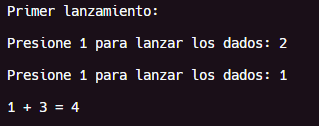 Primer lanzamiento:
Presione 1 para lanzar los dados: 2
Presione 1 para lanzar los dados: 1
1 + 3 = 4